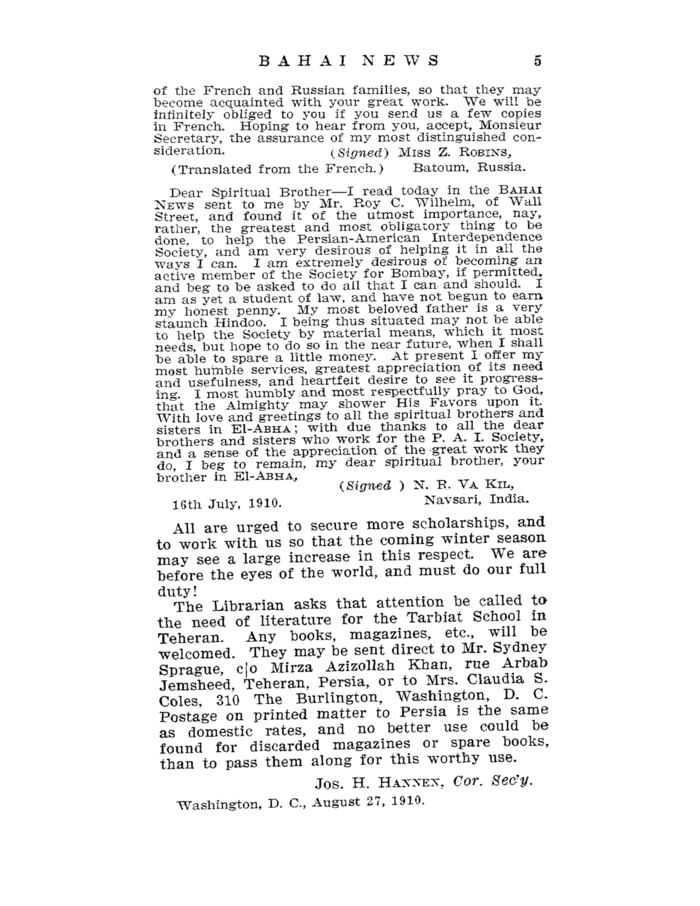 BAHAI NEWS 5
of the French and Russian families, so that they may
become acquainted with your great work. We will be
infinitely obliged to you if you send us a few copies
in French. Hoping to hear from you, accept, Monsieur
Secretary, the assurance of my most distinguished con-
sideration. (Signed) MISS Z. ROBINS,
(Translated from the French.) Batoum, Russia.
Dear Spiritual Brother—I read today in the BAHAI
NEWS sent to me by Mr. Roy C. Wilhelm, of Wall
Street, and found it of the utmost importance, nay,
rather, the greatest and most obligatory thing to be
done, to help the Persian-American Interdependence
Society, and am very desirous of helping it in all the
ways I can. I am extremely desirous of becoming an
active member of the Society for Bombay, if permitted,
and beg to be asked to do all that I can and should. I
am as yet a student of law, and have not begun to earn
my honest penny. My most beloved father is a very
staunch Hindoo. I being thus situated may not be able
to help the Society by material means, which it most
needs, but hope to do so in the near future, when I shall
be able to spare a little money. At present I offer my
most humble services, greatest appreciation of its need
and usefulness, and heartfelt desire to see it progress-
ing. I most humbly and most respectfully pray to God,
that the Almighty may shower His Favors upon it.
With love and greetings to all the spiritual brothers and
sisters in El-ABHA; with due thanks to all the dear
brothers and sisters who work for the P. A. I. Society,
and a sense of the appreciation of the great work they
do, I beg to remain, my dear spiritual brother, your
brother in El-ABHA,
(Signed ) N. R. VA KIL,
16th July, 1910. Navsari, India.
All are urged to secure more scholarships, and
to work with us so that the coming winter season
may see a large increase in this respect. We are
before the eyes of the world, and must do our full
duty!
The Librarian asks that attention be called to
the need of literature for the Tarbiat School in
Teheran. Any books, magazines, etc., will be
welcomed. They may be sent direct to Mr. Sydney
Sprague, c|o Mirza Azizollah Khan, rue Arbab
Jemsheed, Teheran, Persia, or to Mrs. Claudia S.
Coles, 310 The Burlington, Washington, D. C.
Postage on printed matter to Persia is the same
as domestic rates, and no better use could be
found for discarded magazines or spare books,
than to pass them along for this worthy use.
JOS. H. HANNEN, Cor. Sec'y.
Washington, D. C., August 27, 1910.